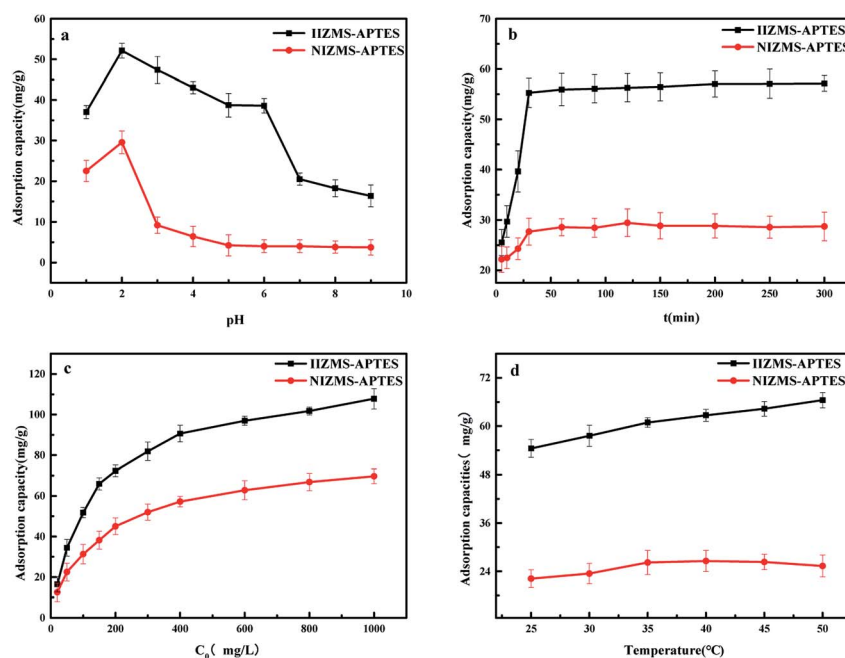 a
IIZMS-APTES
NIZMS-APTES
Adsorption capacity(mg/g)
60
50
40
30
20
10
0
0 2 4 6 8 10
pH
b
IIZMS-APTES
NIZMS-APTES
Adsorption capacity(mg/g)
70
60
50
40
30
20
0 50 100 150 200 250 300
t(min)
c
IIZMS-APTES
NIZMS-APTES
Adsorption capacity(mg/g)
120
100
80
60
40
20
0
0 200 400 600 800 1000
C0( mg/L)
d
IIZMS-APTES
NIZMS-APTES
Adsorption capacities( mg/g)
72
60
48
36
24
25 30 35 40 45 50
Temperature(°C)